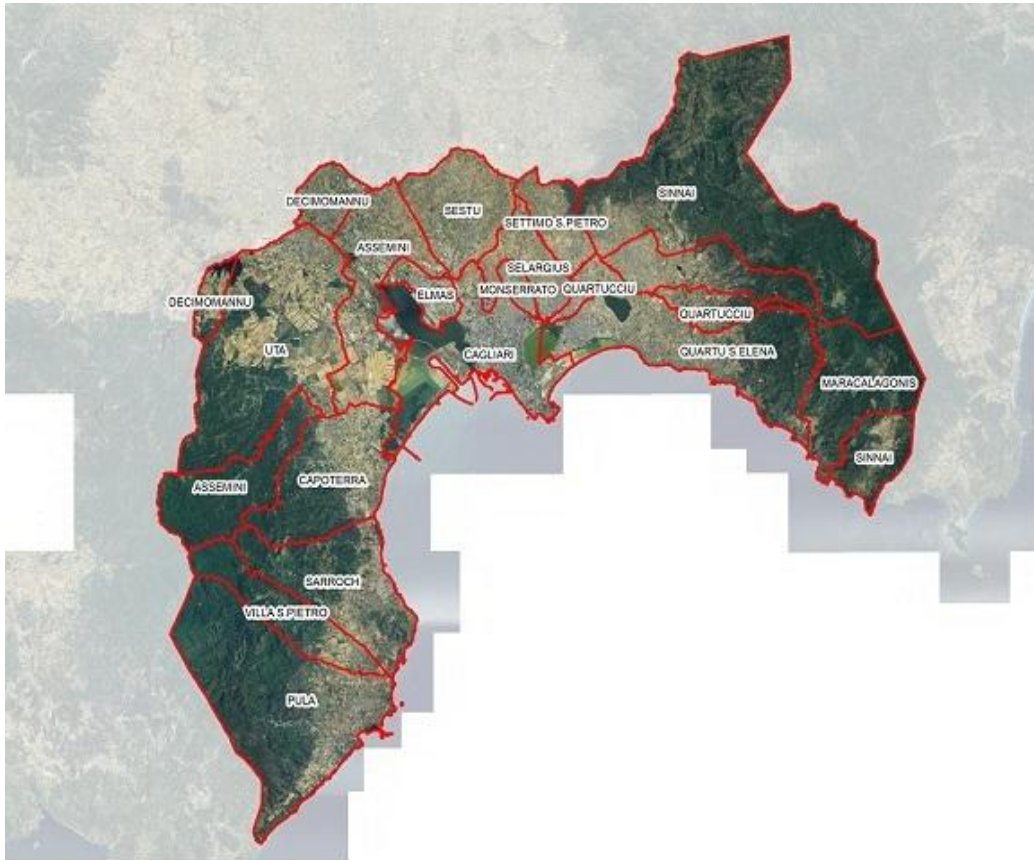 SINNAI
DECIMOMANNU
SESTU
SETTIMO S.PIETRO
ASSEMINI
SELARGIUS
ELMAS
MONSERRATO
QUARTUCCIU
DECIMOMANNU
QUARTUCCIU
UTA
CAGLIARI
QUARTU S.ELENA
MARACALAGONIS
SINNAI
ASSEMINI
CAPOTERRA
SARROCH
VILLA S.PIETRO
PULA